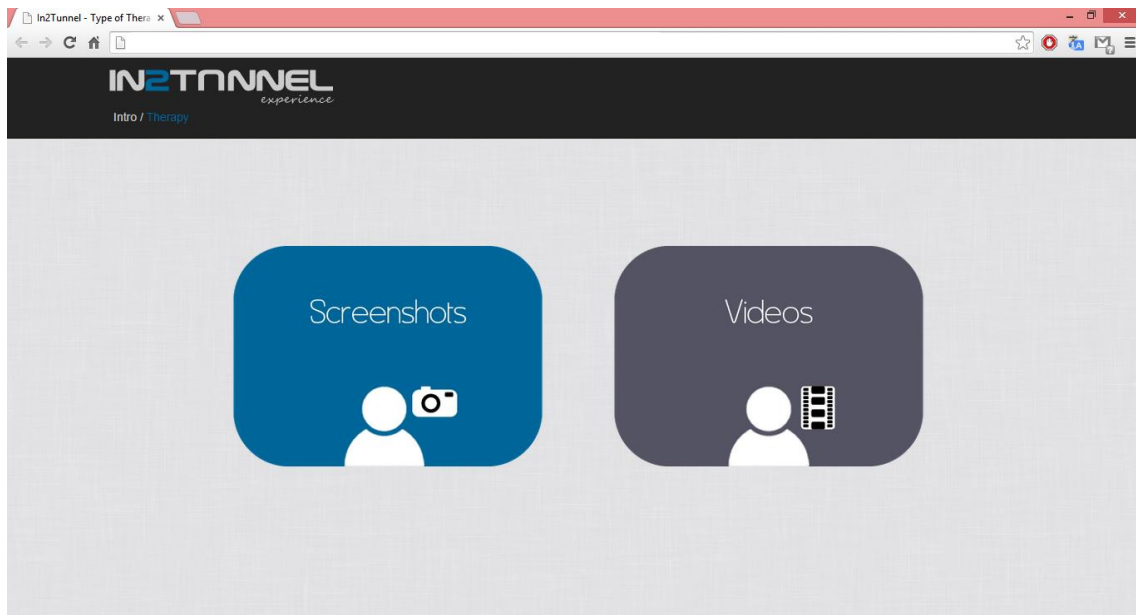 In2Tunnel - Type of Thera
IN2TUNNEL
experience
Intro / Therapy
Screenshots
Videos